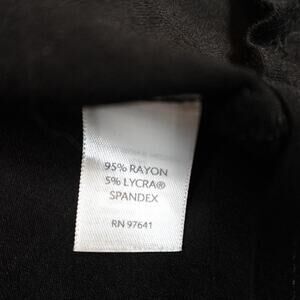 95% RAYON
5% LYCRA®
SPANDEX
RN 97641